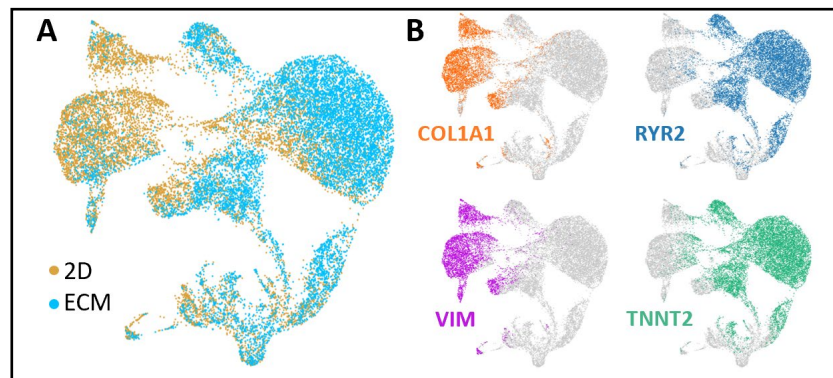 A
2D
ECM
B
COL1A1
RYR2
VIM
TNNT2